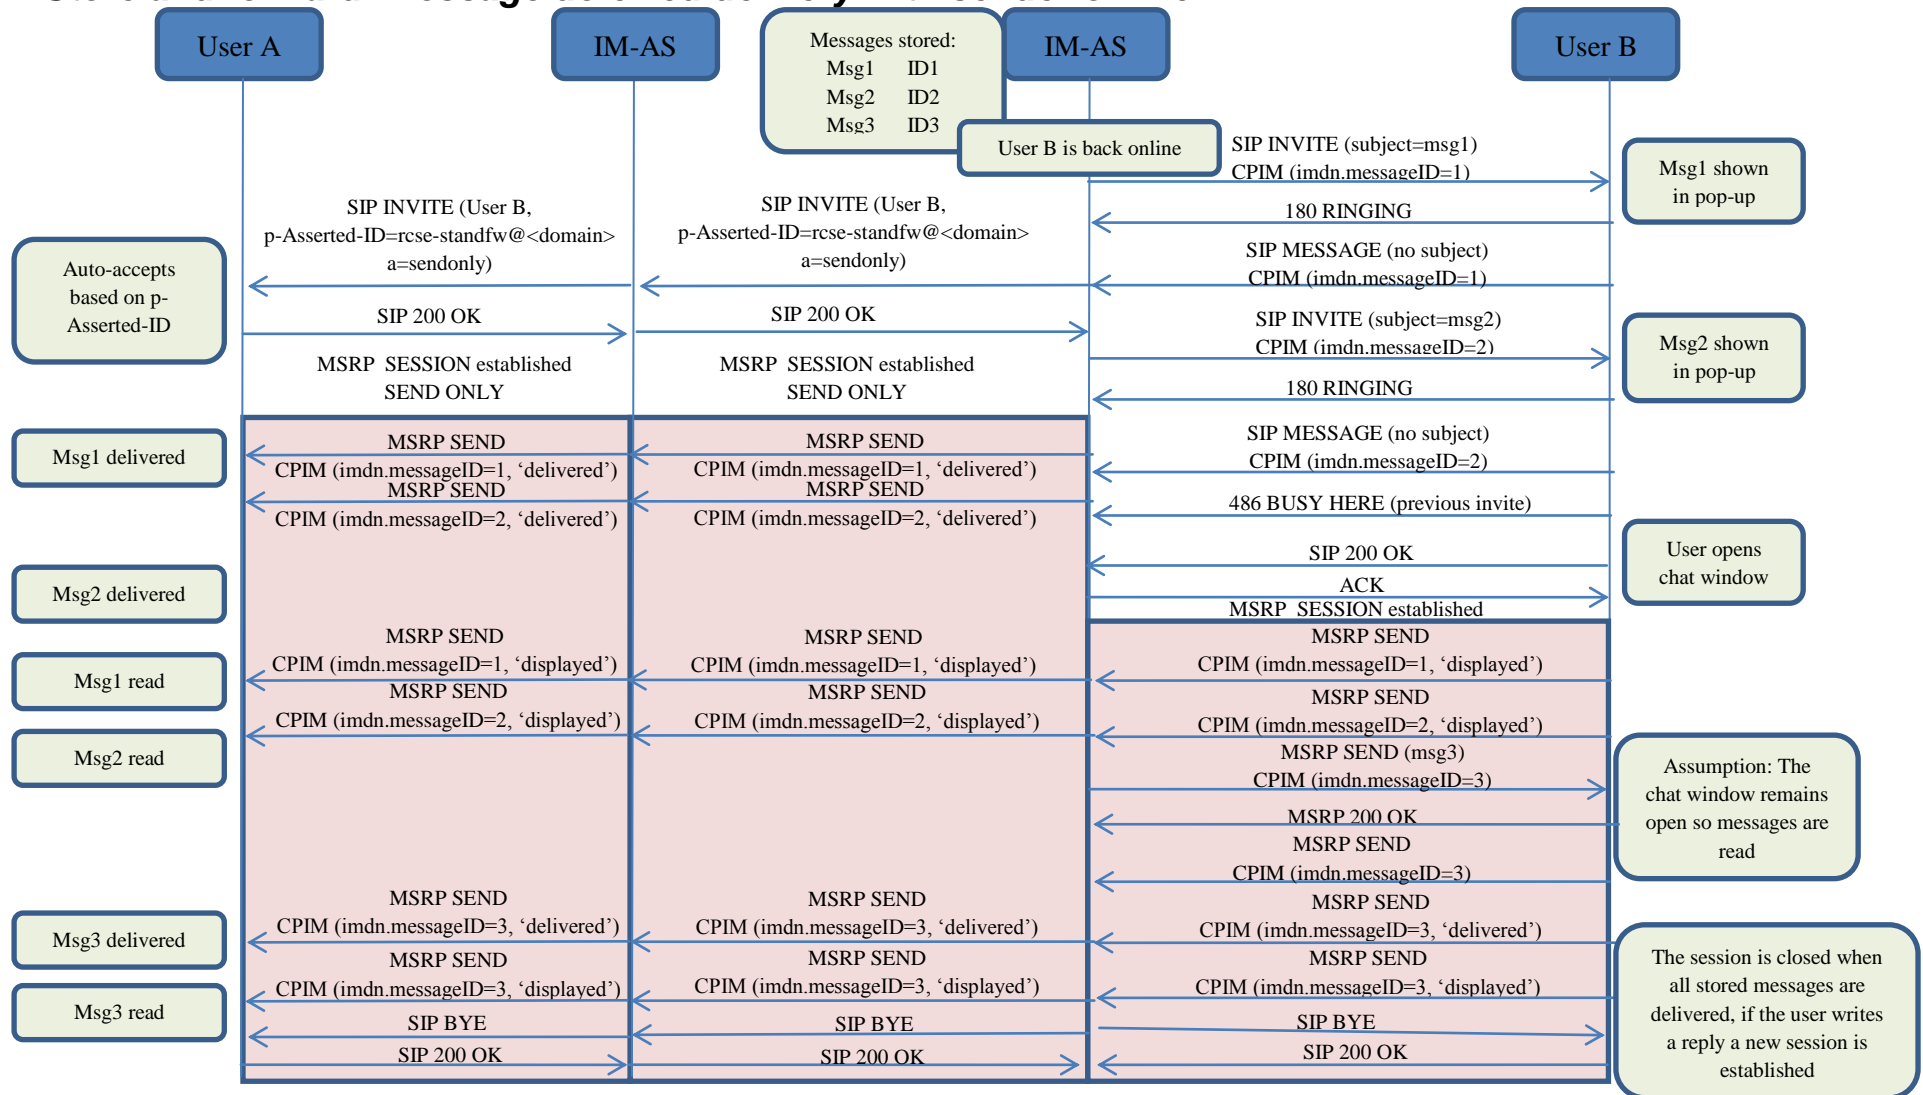 User A
IM-AS
Messages stored:
Msg1 ID1
Msg2 ID2
Msg3 ID3
IM-AS
User B
User B is back online
SIP INVITE (subject=msg1)
CPIM (imdn.messageID=1)
Msg1 shown
in pop-up
180 RINGING
SIP INVITE (User B,
p-Asserted-ID=rcse-standfw@<domain>
a=sendonly)
SIP INVITE (User B,
p-Asserted-ID=rcse-standfw@<domain>
a=sendonly)
SIP MESSAGE (no subject)
CPIM (imdn.messageID=1)
Auto-accepts
based on p-
Asserted-ID
SIP 200 OK
SIP 200 OK
SIP INVITE (subject=msg2)
CPIM (imdn.messageID=2)
Msg2 shown
in pop-up
MSRP SESSION established
SEND ONLY
MSRP SESSION established
SEND ONLY
180 RINGING
Msg1 delivered
MSRP SEND
CPIM (imdn.messageID=1, ‘delivered’)
MSRP SEND
CPIM (imdn.messageID=1, ‘delivered’)
SIP MESSAGE (no subject)
CPIM (imdn.messageID=2)
MSRP SEND
CPIM (imdn.messageID=2, ‘delivered’)
MSRP SEND
CPIM (imdn.messageID=2, ‘delivered’)
486 BUSY HERE (previous invite)
SIP 200 OK
User opens
chat window
Msg2 delivered
ACK
MSRP SESSION established
MSRP SEND
CPIM (imdn.messageID=1, ‘displayed’)
MSRP SEND
CPIM (imdn.messageID=1, ‘displayed’)
MSRP SEND
CPIM (imdn.messageID=1, ‘displayed’)
Msg1 read
MSRP SEND
CPIM (imdn.messageID=2, ‘displayed’)
MSRP SEND
CPIM (imdn.messageID=2, ‘displayed’)
MSRP SEND
CPIM (imdn.messageID=2, ‘displayed’)
Msg2 read
MSRP SEND (msg3)
CPIM (imdn.messageID=3)
Assumption: The
chat window remains
open so messages are
read
MSRP 200 OK
MSRP SEND
CPIM (imdn.messageID=3)
Msg3 delivered
MSRP SEND
CPIM (imdn.messageID=3, ‘delivered’)
MSRP SEND
CPIM (imdn.messageID=3, ‘delivered’)
MSRP SEND
CPIM (imdn.messageID=3, ‘delivered’)
Msg3 read
MSRP SEND
CPIM (imdn.messageID=3, ‘displayed’)
MSRP SEND
CPIM (imdn.messageID=3, ‘displayed’)
MSRP SEND
CPIM (imdn.messageID=3, ‘displayed’)
The session is closed when
all stored messages are
delivered, if the user writes
a reply a new session is
established
SIP BYE
SIP BYE
SIP BYE
SIP 200 OK
SIP 200 OK
SIP 200 OK